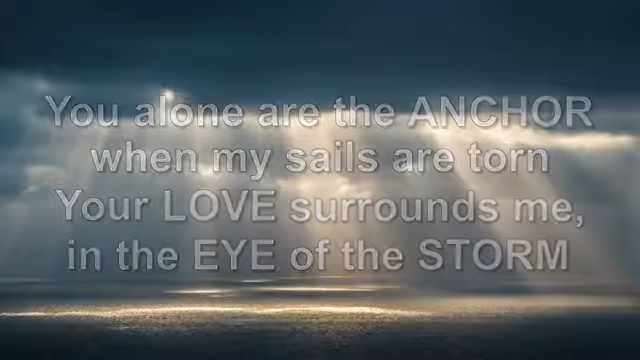 You alone are the ANCHOR
when my sails are torn
Your LOVE surrounds me,
in the EYE of the STORM